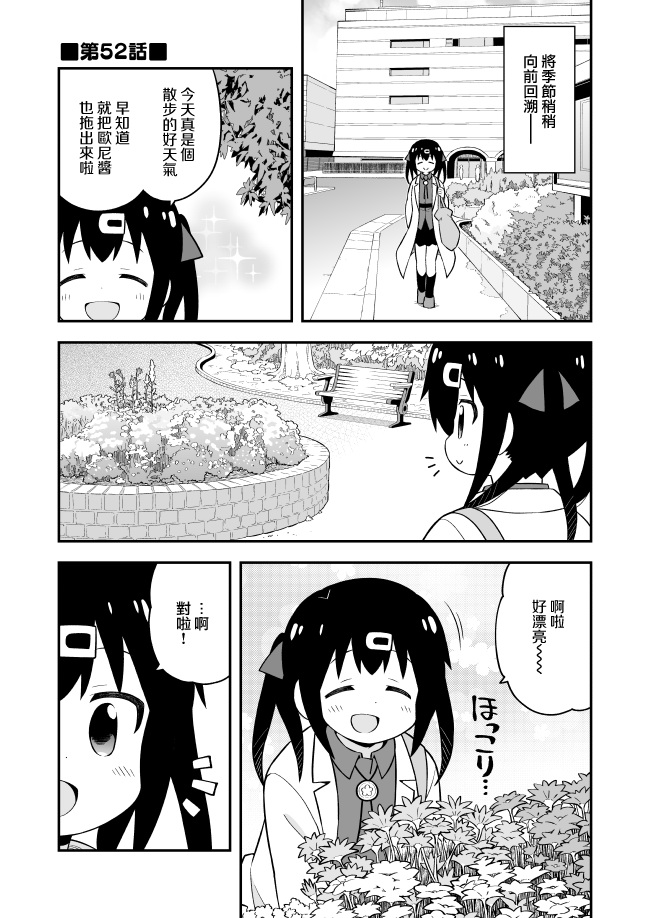 ■第52話■
將季節稍稍
向前回溯——
今天真是個
散步的好天氣
早知道
就把歐尼醬
也拖出來啦
啊啦
好漂亮~~~
ほっこり…
…啊
對啦！